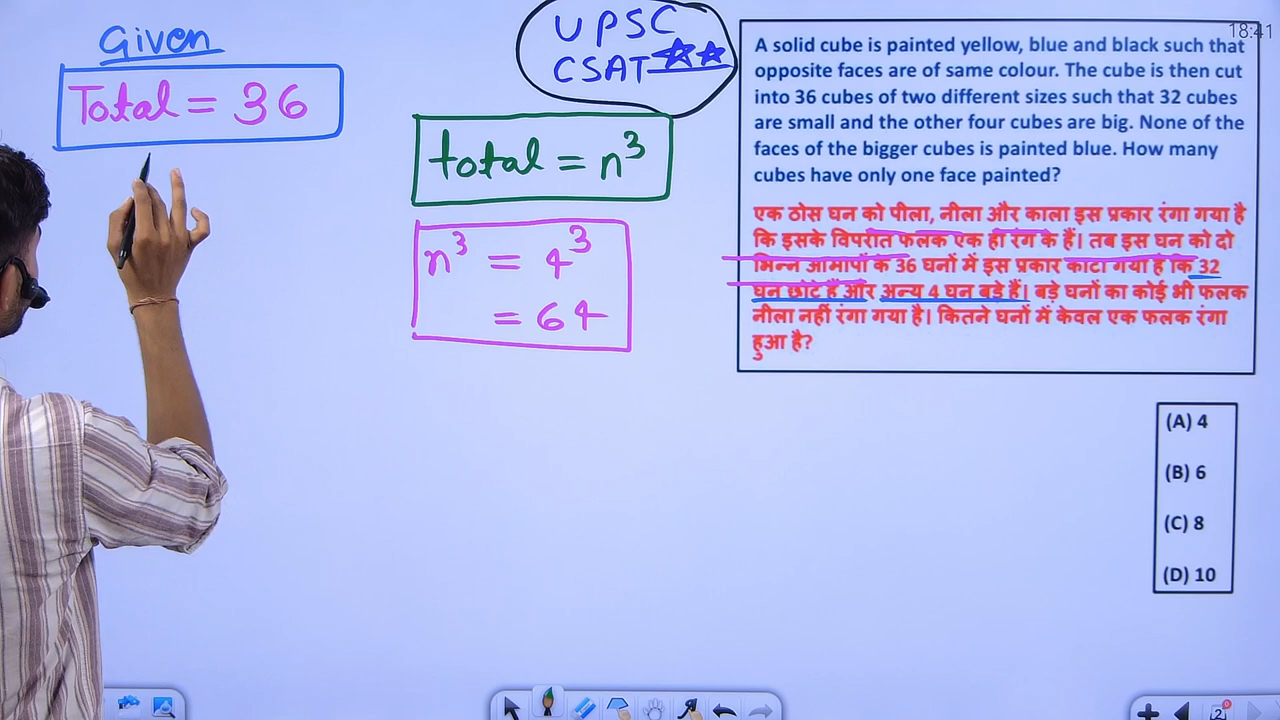 Given
Total = 36
UPSC
CSAT
total = n³
n³ = 4³
= 64
18:41
A solid cube is painted yellow, blue and black such that
opposite faces are of same colour. The cube is then cut
into 36 cubes of two different sizes such that 32 cubes
are small and the other four cubes are big. None of the
faces of the bigger cubes is painted blue. How many
cubes have only one face painted?
एक ठोस घन को पीला, नीला और काला इस प्रकार रंगा गया है
कि इसके विपरीत फलक एक ही रंग के हैं। तब इस घन को दो
भिन्न आमापों के 36 घनों में इस प्रकार काटा गया है कि 32
घन छोटे हैं और अन्य 4 घन बड़े हैं। बड़े घनों का कोई भी फलक
नीला नहीं रंगा गया है। कितने घनों में केवल एक फलक रंगा
हुआ है?
(A) 4
(B) 6
(C) 8
(D) 10
2